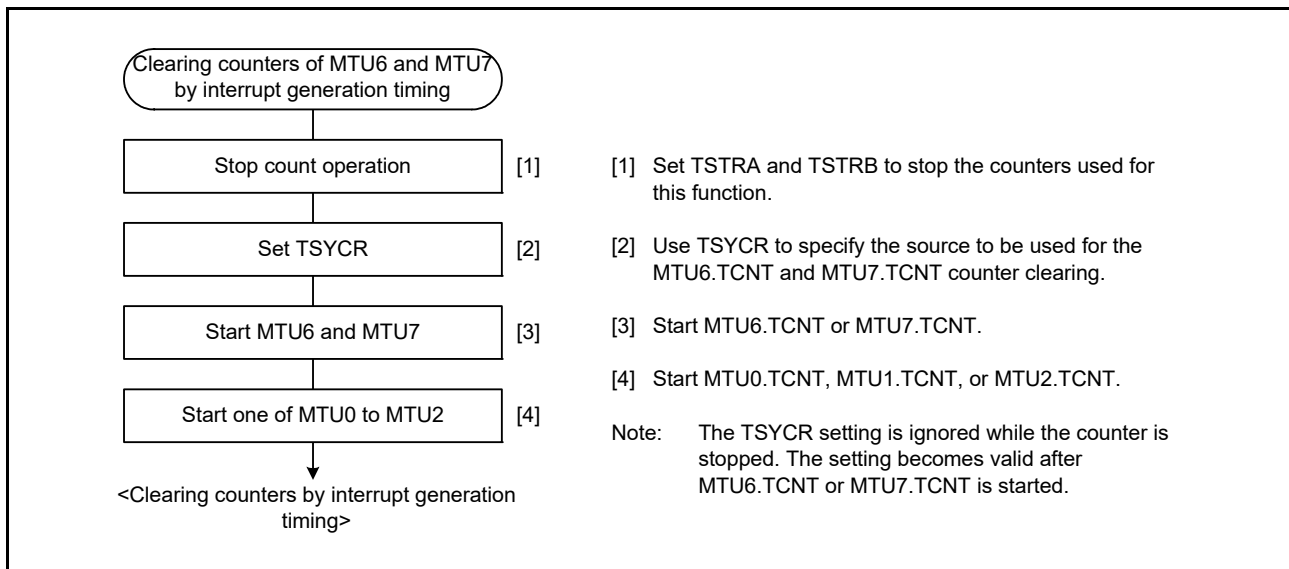 Clearing counters of MTU6 and MTU7
by interrupt generation timing
Stop count operation
[1]
Set TSYCR
[2]
Start MTU6 and MTU7
[3]
Start one of MTU0 to MTU2
[4]
<Clearing counters by interrupt generation
timing>
[1] Set TSTRA and TSTRB to stop the counters used for
this function.
[2] Use TSYCR to specify the source to be used for the
MTU6.TCNT and MTU7.TCNT counter clearing.
[3] Start MTU6.TCNT or MTU7.TCNT.
[4] Start MTU0.TCNT, MTU1.TCNT, or MTU2.TCNT.
Note: The TSYCR setting is ignored while the counter is
stopped. The setting becomes valid after
MTU6.TCNT or MTU7.TCNT is started.